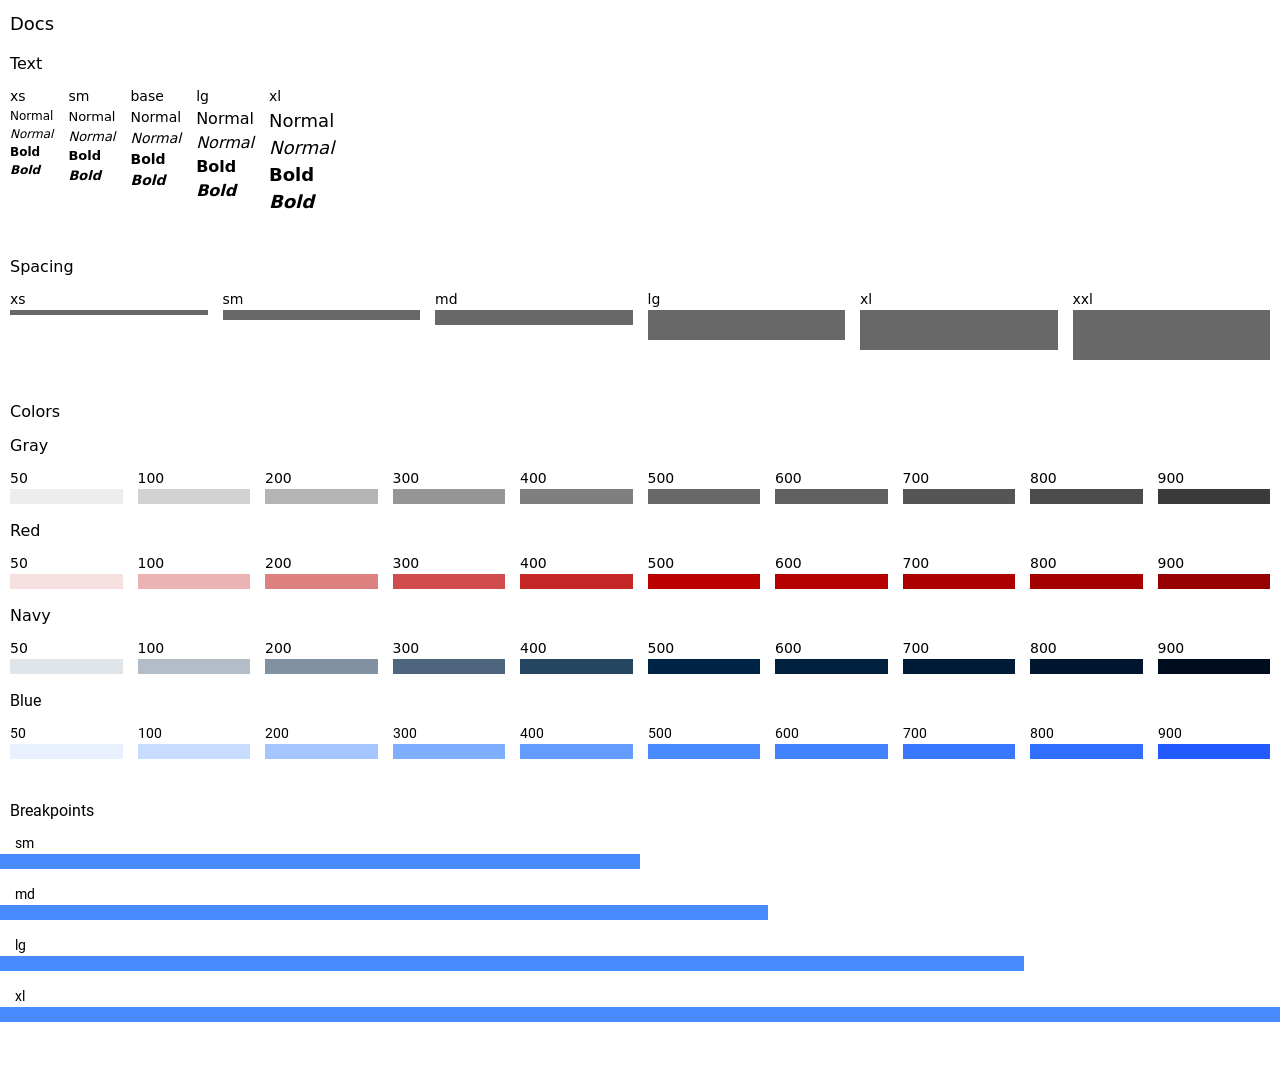 Docs
Text
xs sm base lg xl
Normal Normal Normal Normal Normal
Normal Normal Normal Normal Normal
Bold Bold Bold Bold Bold
Bold Bold Bold Bold Bold
Spacing
xs sm md lg xl xxl
Colors
Gray
50 100 200 300 400 500 600 700 800 900
Red
50 100 200 300 400 500 600 700 800 900
Navy
50 100 200 300 400 500 600 700 800 900
Blue
50 100 200 300 400 500 600 700 800 900
Breakpoints
sm
md
lg
xl